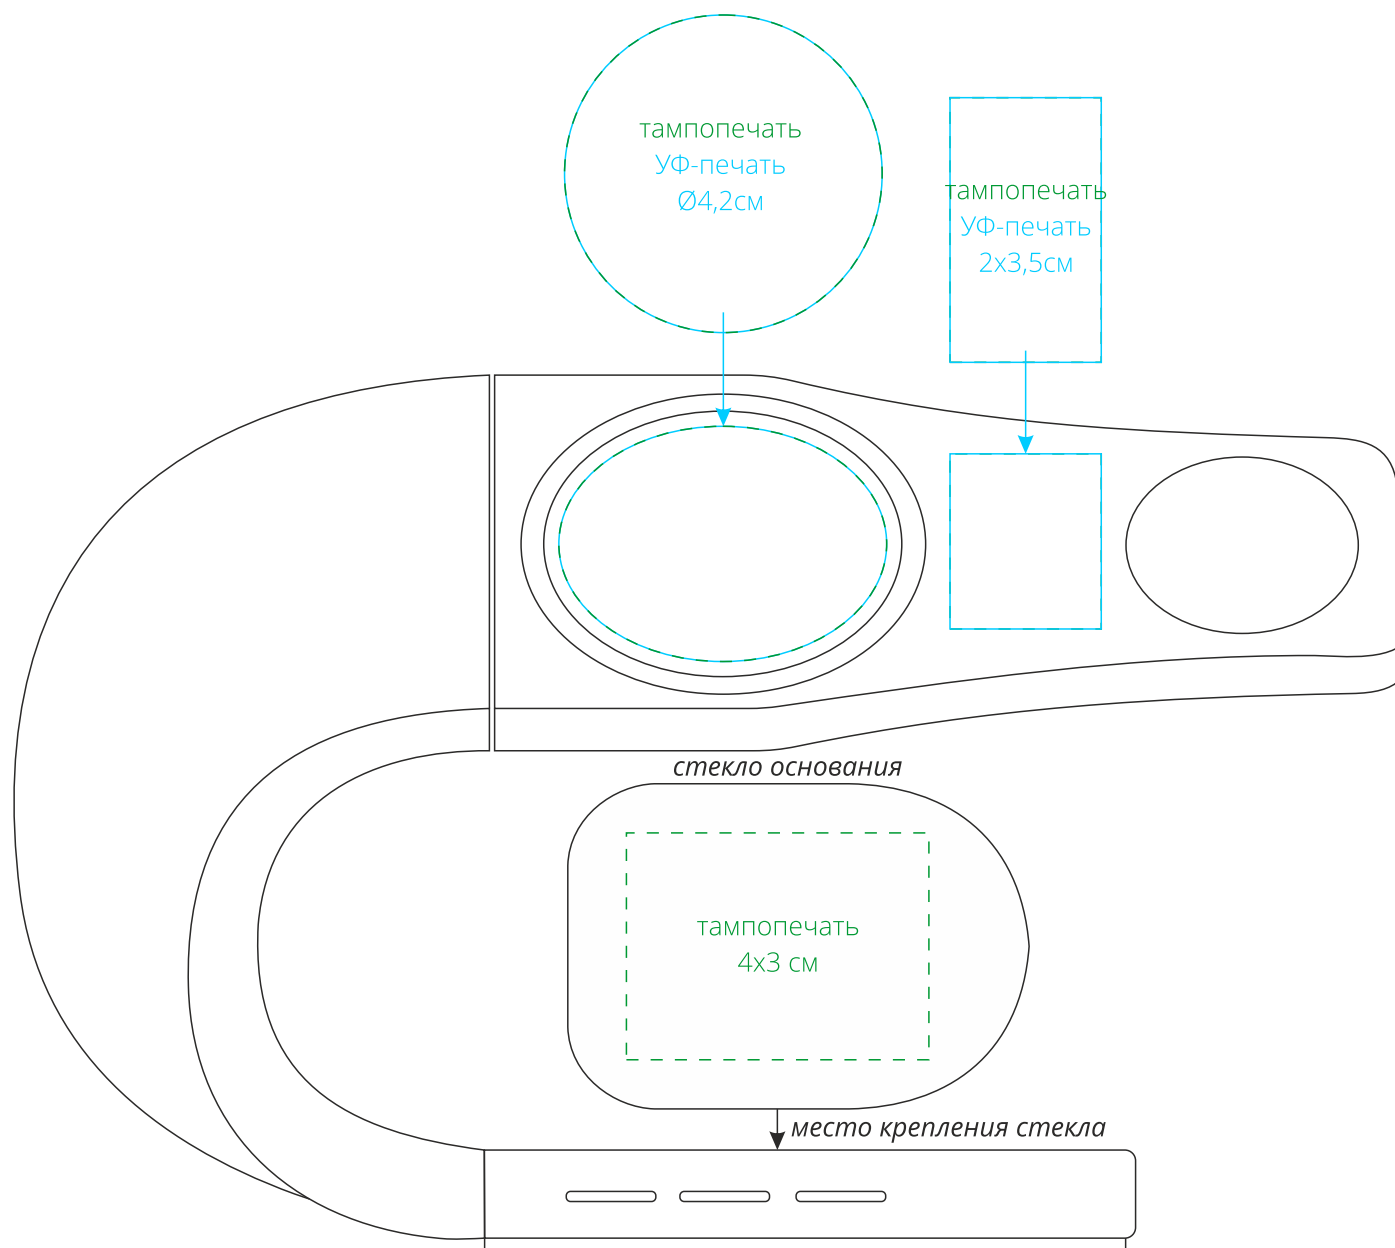 тампопечать
УФ-печать
Ø4,2см
тампопечать
УФ-печать
2х3,5см
стекло основания
тампопечать
4х3 см
место крепления стекла